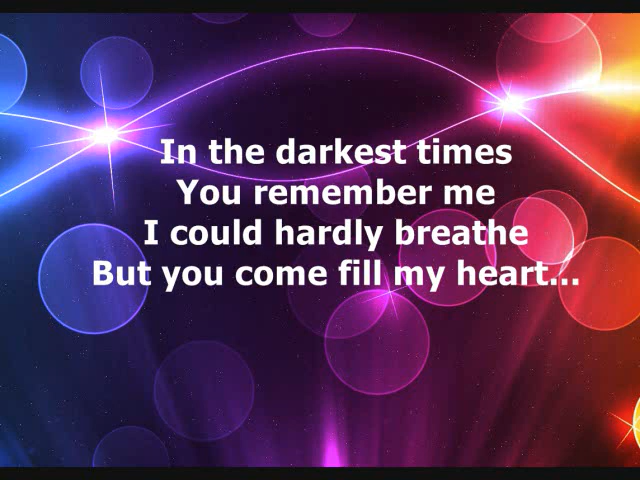 In the darkest times
You remember me
I could hardly breathe
But you come fill my heart...